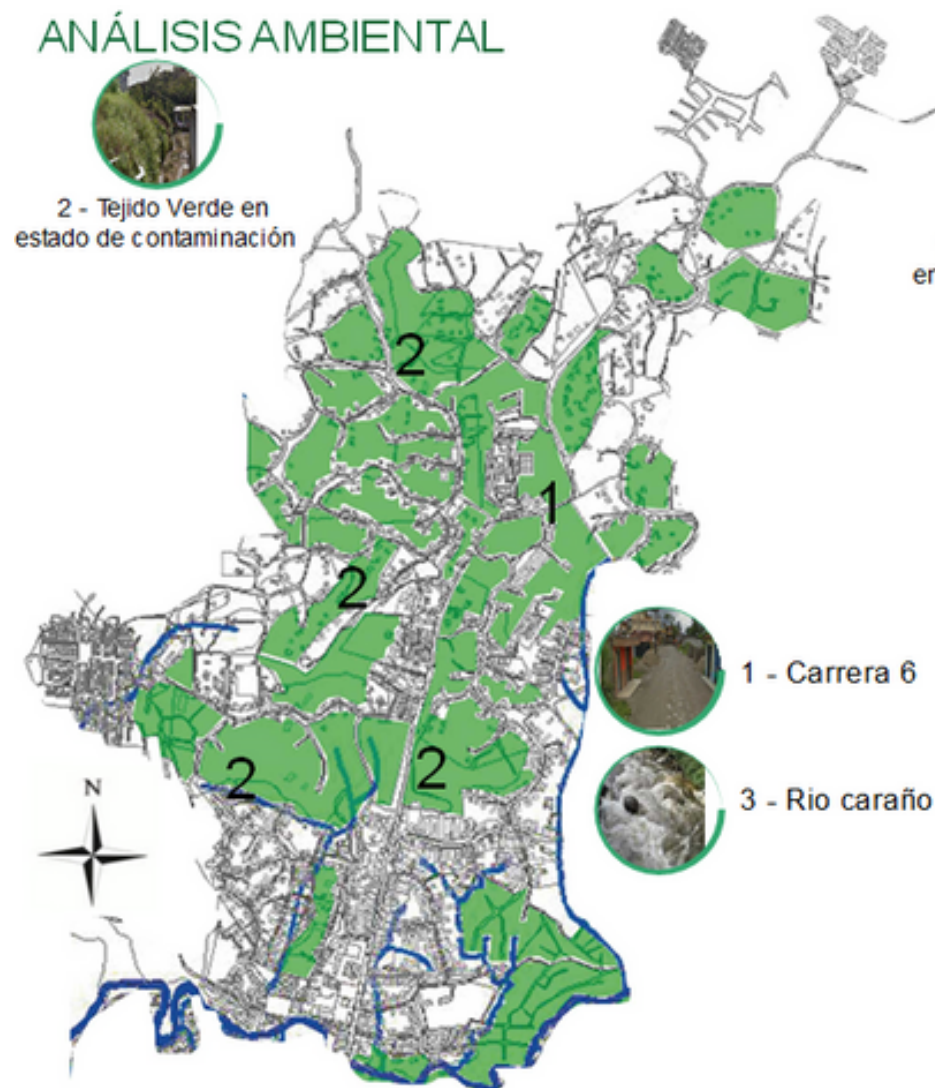 ANÁLISIS AMBIENTAL
2 - Tejido Verde en
estado de contaminación
en
2
1
2
1 - Carrera 6
2
2
3 - Rio caraño
N